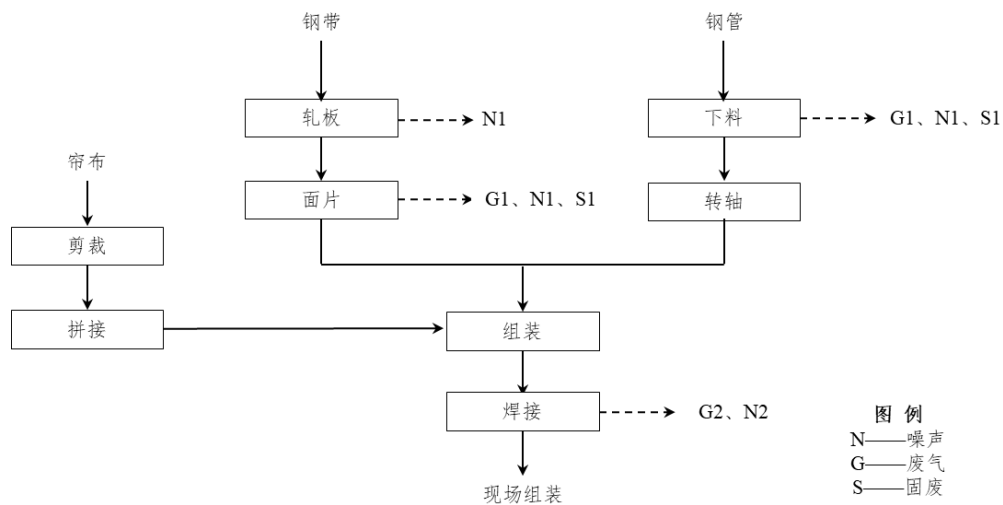 钢带
钢管
轧板
N1
下料
G1、N1、S1
帘布
面片
G1、N1、S1
转轴
剪裁
拼接
组装
焊接
G2、N2
现场组装
图 例
N——噪声
G——废气
S——固废